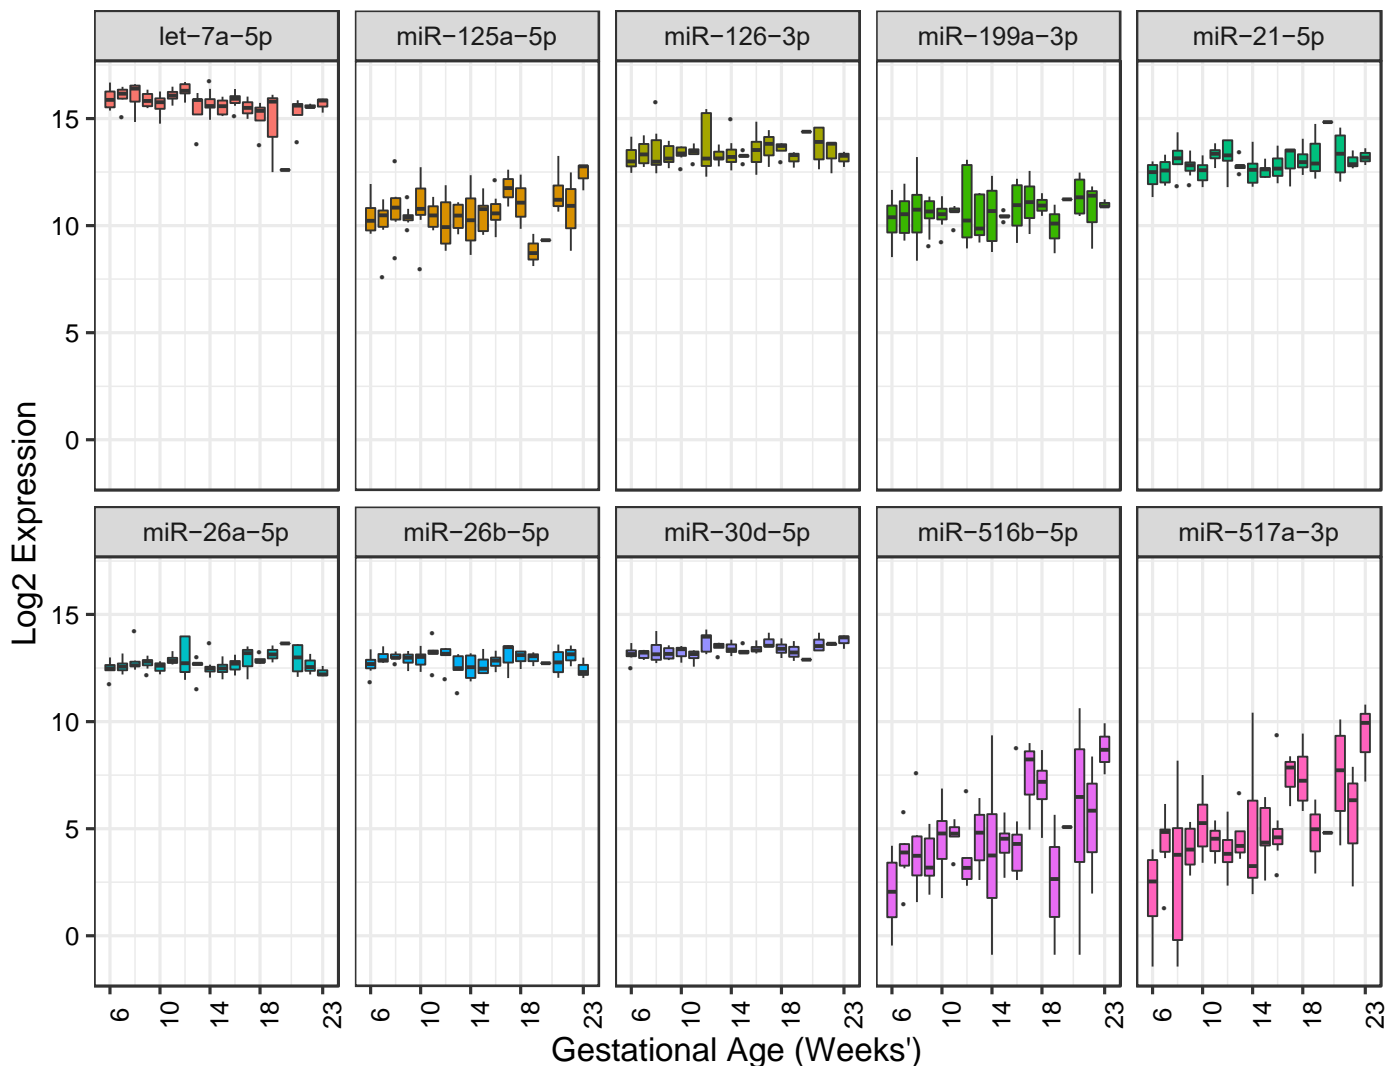 let−7a−5p
miR−125a−5p
miR−126−3p
miR−199a−3p
miR−21−5p
15
10
5
0
miR−26a−5p
miR−26b−5p
miR−30d−5p
miR−516b−5p
miR−517a−3p
15
10
5
0
Log2 Expression
6 10 14 18 23
6 10 14 18 23
6 10 14 18 23
6 10 14 18 23
6 10 14 18 23
Gestational Age (Weeks')